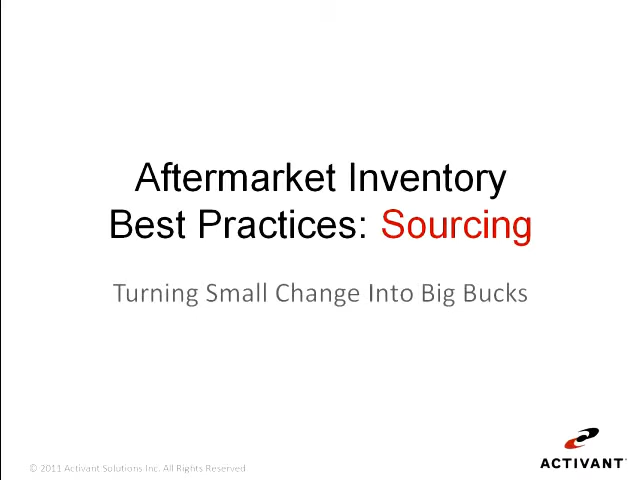 Aftermarket Inventory
Best Practices: Sourcing
Turning Small Change Into Big Bucks
© 2011 Activant Solutions Inc. All Rights Reserved
ACTIVANT